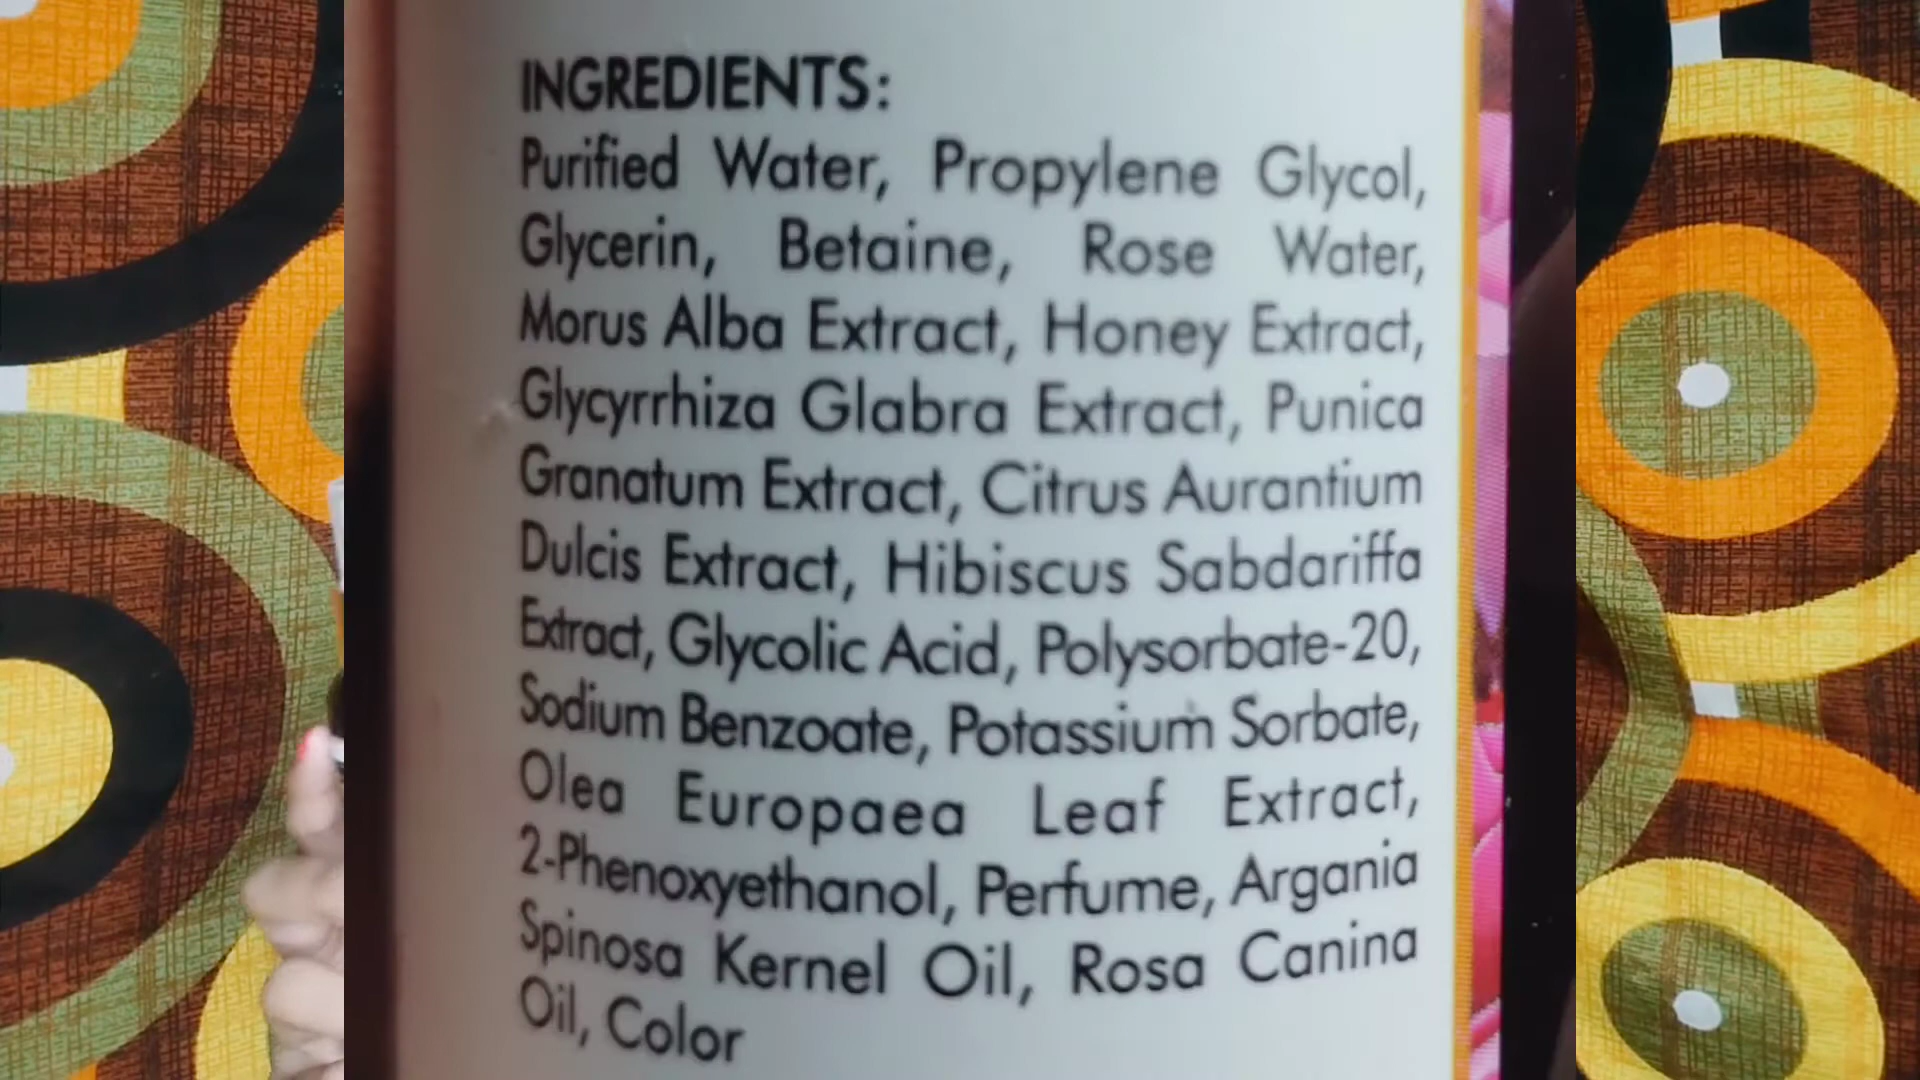 INGREDIENTS:
Purified Water, Propylene Glycol,
Glycerin, Betaine, Rose Water,
Morus Alba Extract, Honey Extract,
Glycyrrhiza Glabra Extract, Punica
Granatum Extract, Citrus Aurantium
Dulcis Extract, Hibiscus Sabdariffa
Extract, Glycolic Acid, Polysorbate-20,
Sodium Benzoate, Potassium Sorbate,
Olea Europaea Leaf Extract,
2-Phenoxyethanol, Perfume, Argania
Spinosa Kernel Oil, Rosa Canina
Oil, Color